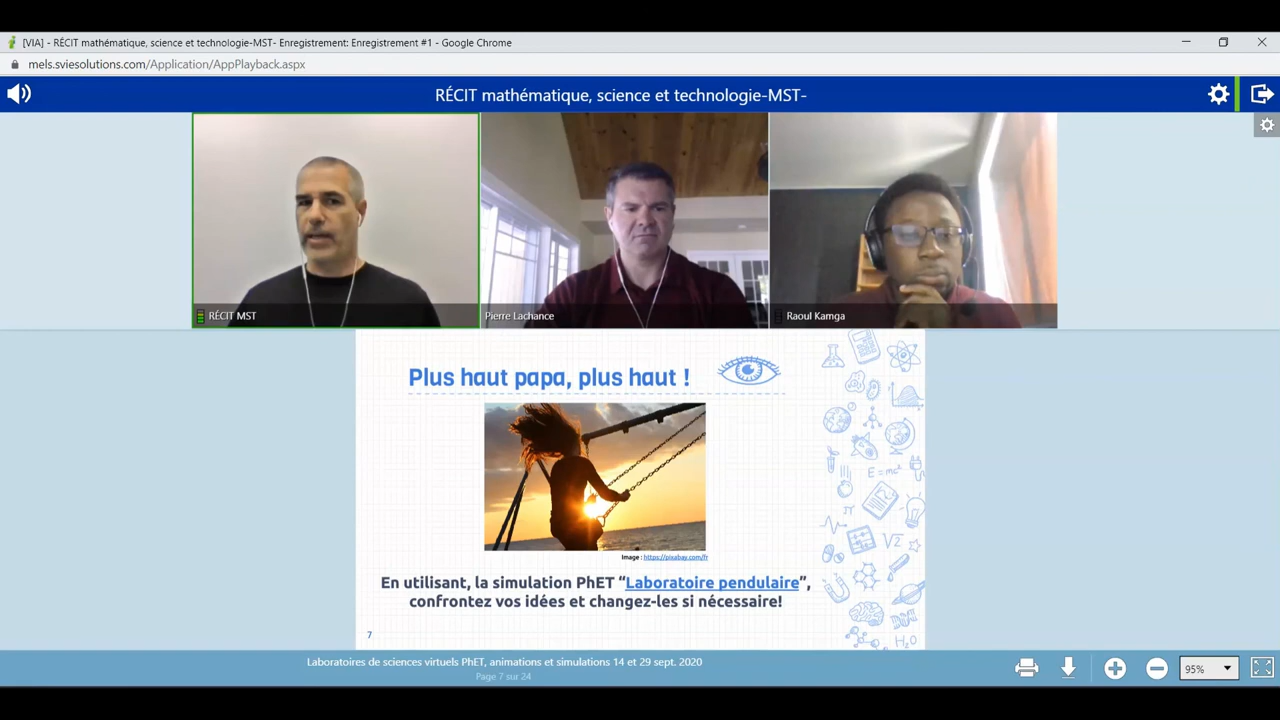 [VIA] - RÉCIT mathématique, science et technologie-MST- Enregistrement: Enregistrement #1 - Google Chrome
mels.sviesolutions.com/Application/AppPlayback.aspx
RÉCIT mathématique, science et technologie-MST-
RÉCIT MST
Pierre Lachance
Raoul Kamga
Plus haut papa, plus haut !
Image : https://pixabay.com/fr
E=mc²
π
√2
H₂O
En utilisant, la simulation PhET “Laboratoire pendulaire”,
confrontez vos idées et changez-les si nécessaire!
7
Laboratoires de sciences virtuels PhET, animations et simulations 14 et 29 sept. 2020
Page 7 sur 24
95%